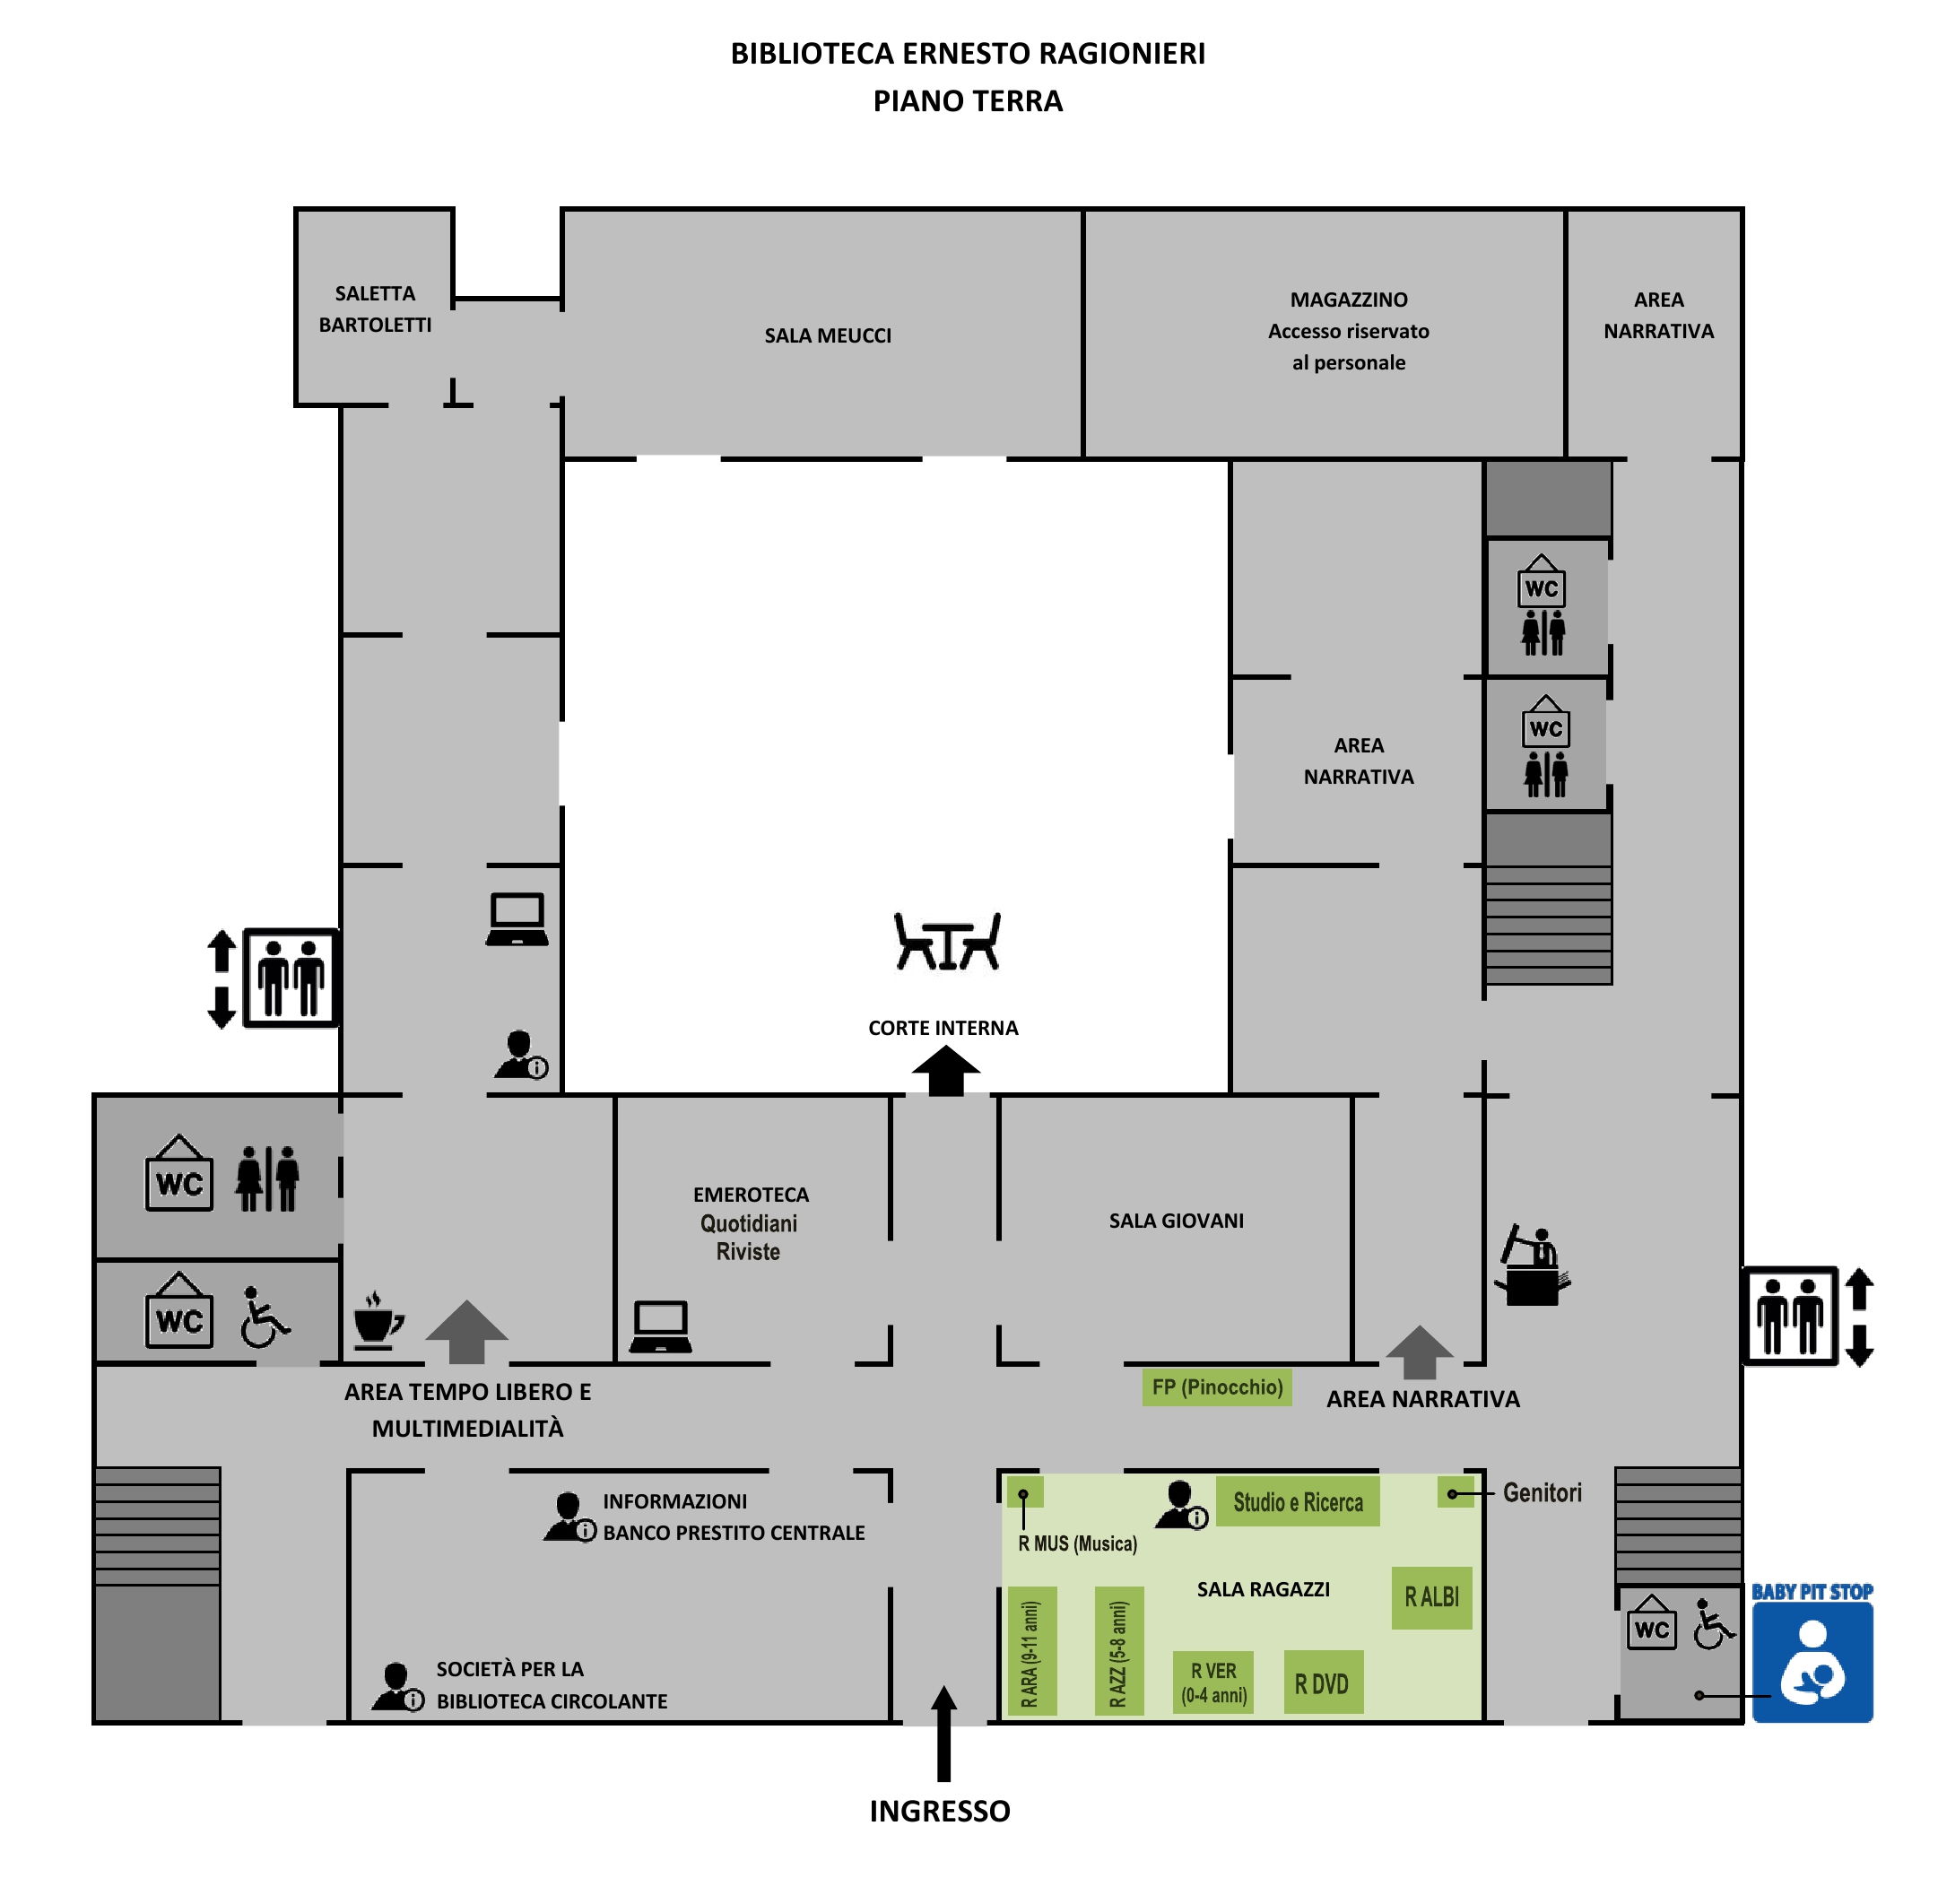 BIBLIOTECA ERNESTO RAGIONIERI
PIANO TERRA
SALETTA
BARTOLETTI
SALA MEUCCI
MAGAZZINO
Accesso riservato
al personale
AREA
NARRATIVA
WC
WC
AREA
NARRATIVA
CORTE INTERNA
WC
WC
EMEROTECA
Quotidiani
Riviste
SALA GIOVANI
AREA TEMPO LIBERO E
MULTIMEDIALITÀ
FP (Pinocchio)
AREA NARRATIVA
INFORMAZIONI
BANCO PRESTITO CENTRALE
SOCIETÀ PER LA
BIBLIOTECA CIRCOLANTE
R MUS (Musica)
Studio e Ricerca
Genitori
SALA RAGAZZI
R ALBI
R ARA (9-11 anni)
R AZZ (5-8 anni)
R VER
(0-4 anni)
R DVD
WC
BABY PIT STOP
INGRESSO